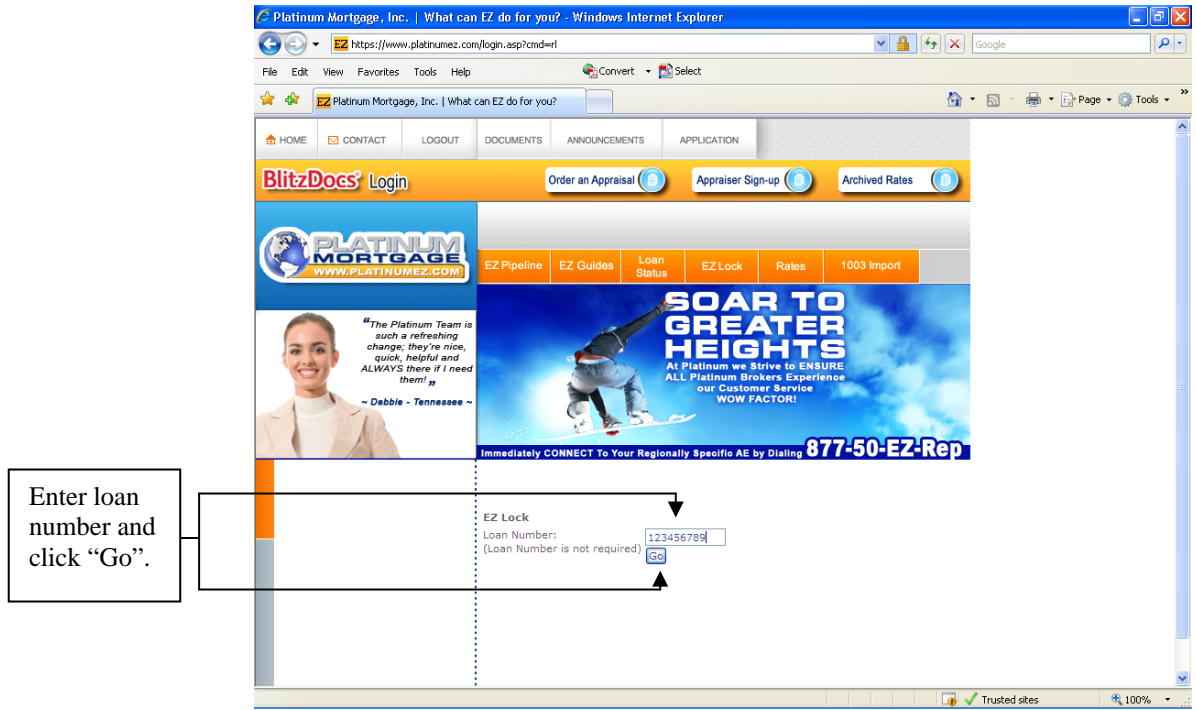 Platinum Mortgage, Inc. | What can EZ do for you? - Windows Internet Explorer
EZ https://www.platinumez.com/login.asp?cmd=rl
Google
File Edit View Favorites Tools Help
Convert Select
EZ Platinum Mortgage, Inc. | What can EZ do for you?
Page Tools »
HOME CONTACT LOGOUT DOCUMENTS ANNOUNCEMENTS APPLICATION
BlitzDocs® Login Order an Appraisal Appraiser Sign-up Archived Rates
PLATINUM
MORTGAGE
WWW.PLATINUMEZ.COM
EZ Pipeline EZ Guides Loan Status EZ Lock Rates 1003 Import
"The Platinum Team is
such a refreshing
change; they're nice,
quick, helpful and
ALWAYS there if I need
them!"
~ Debbie - Tennessee ~
SOAR TO
GREATER
HEIGHTS
At Platinum we Strive to ENSURE
ALL Platinum Brokers Experience
our Customer Service
WOW FACTOR!
Immediately CONNECT To Your Regionally Specific AE by Dialing 877-50-EZ-Rep
Enter loan
number and
click “Go”.
EZ Lock
Loan Number: 123456789
(Loan Number is not required)
Go
Trusted sites 100%